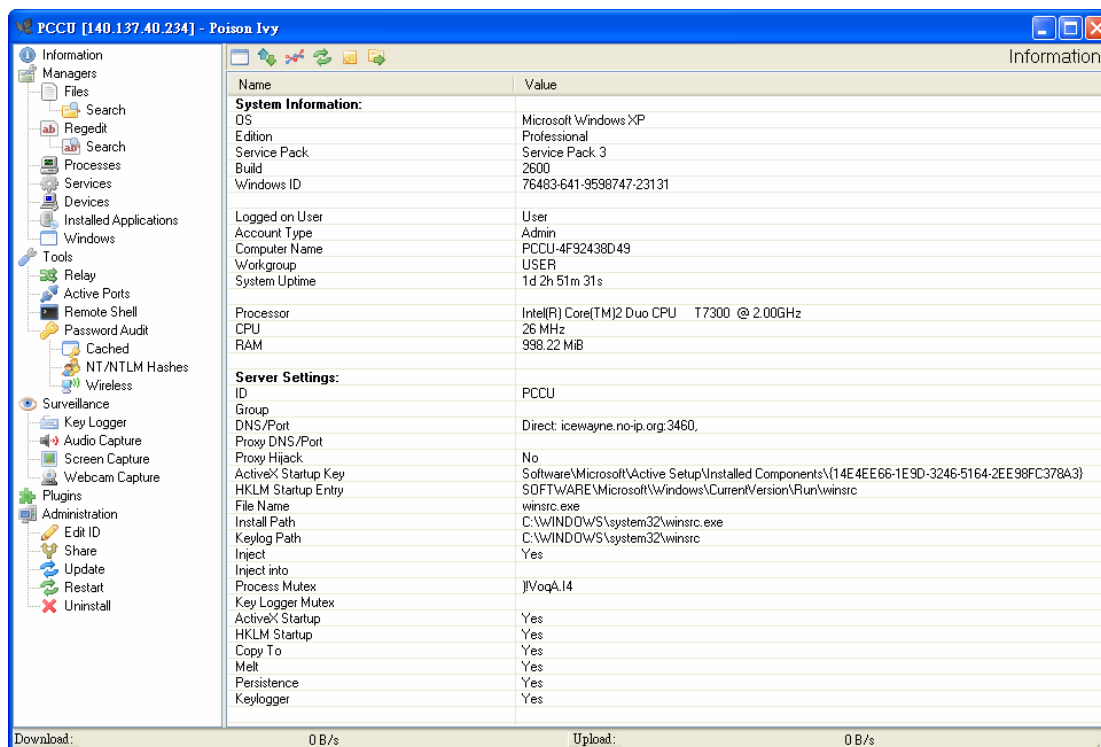 PCCU [140.137.40.234] - Poison Ivy
Information
Managers
Files
Search
Regedit
Search
Processes
Services
Devices
Installed Applications
Windows
Tools
Relay
Active Ports
Remote Shell
Password Audit
Cached
NT/NTLM Hashes
Wireless
Surveillance
Key Logger
Audio Capture
Screen Capture
Webcam Capture
Plugins
Administration
Edit ID
Share
Update
Restart
Uninstall
Information
Name Value
System Information:
OS Microsoft Windows XP
Edition Professional
Service Pack Service Pack 3
Build 2600
Windows ID 76483-641-9598747-23131
Logged on User User
Account Type Admin
Computer Name PCCU-4F92438D49
Workgroup USER
System Uptime 1d 2h 51m 31s
Processor Intel(R) Core(TM)2 Duo CPU T7300 @ 2.00GHz
CPU 26 MHz
RAM 998.22 MiB
Server Settings:
ID PCCU
Group
DNS/Port Direct: icewayne.no-ip.org:3460,
Proxy DNS/Port
Proxy Hijack No
ActiveX Startup Key Software\Microsoft\Active Setup\Installed Components\{14E4EE66-1E9D-3246-5164-2EE98FC378A3}
HKLM Startup Entry SOFTWARE\Microsoft\Windows\CurrentVersion\Run\winsrc
File Name winsrc.exe
Install Path C:\WINDOWS\system32\winsrc.exe
Keylog Path C:\WINDOWS\system32\winsrc
Inject Yes
Inject into
Process Mutex )!VoqA.I4
Key Logger Mutex
ActiveX Startup Yes
HKLM Startup Yes
Copy To Yes
Melt Yes
Persistence Yes
Keylogger Yes
Download: 0 B/s Upload: 0 B/s